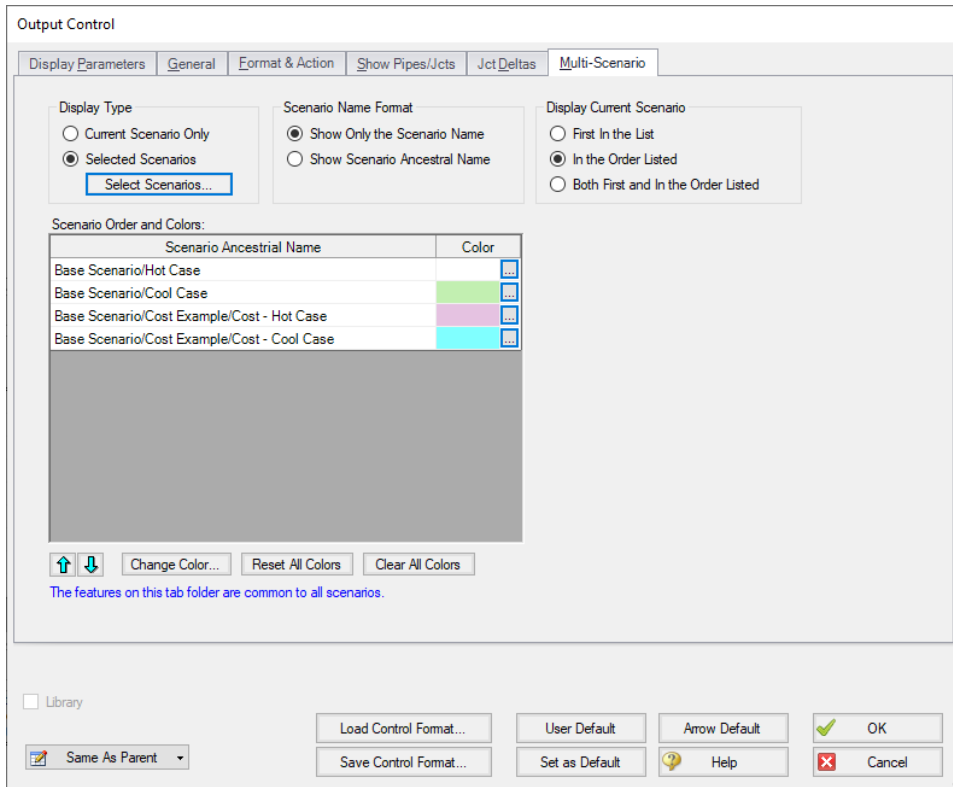 Output Control
Display Parameters General Format & Action Show Pipes/Jcts Jct Deltas Multi-Scenario
Display Type
Current Scenario Only
Selected Scenarios
Select Scenarios...
Scenario Name Format
Show Only the Scenario Name
Show Scenario Ancestral Name
Display Current Scenario
First In the List
In the Order Listed
Both First and In the Order Listed
Scenario Order and Colors:
Scenario Ancestrial Name Color
Base Scenario/Hot Case ...
Base Scenario/Cool Case ...
Base Scenario/Cost Example/Cost - Hot Case ...
Base Scenario/Cost Example/Cost - Cool Case ...
Change Color... Reset All Colors Clear All Colors
The features on this tab folder are common to all scenarios.
Library
Load Control Format... User Default Arrow Default OK
Same As Parent
Save Control Format... Set as Default Help Cancel